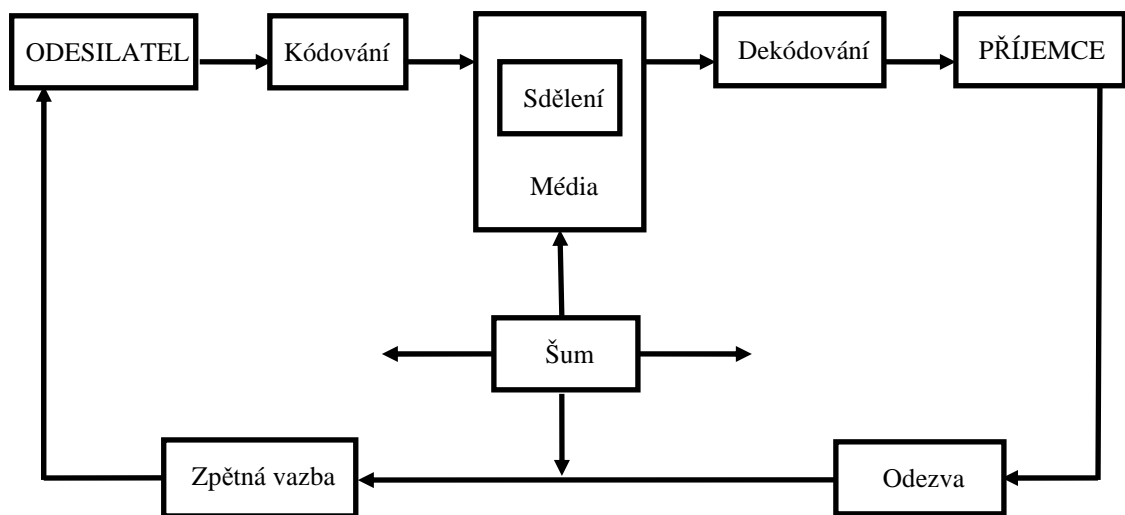 ODESILATEL
Kódování
Sdělení
Média
Dekódování
PŘÍJEMCE
Šum
Zpětná vazba
Odezva